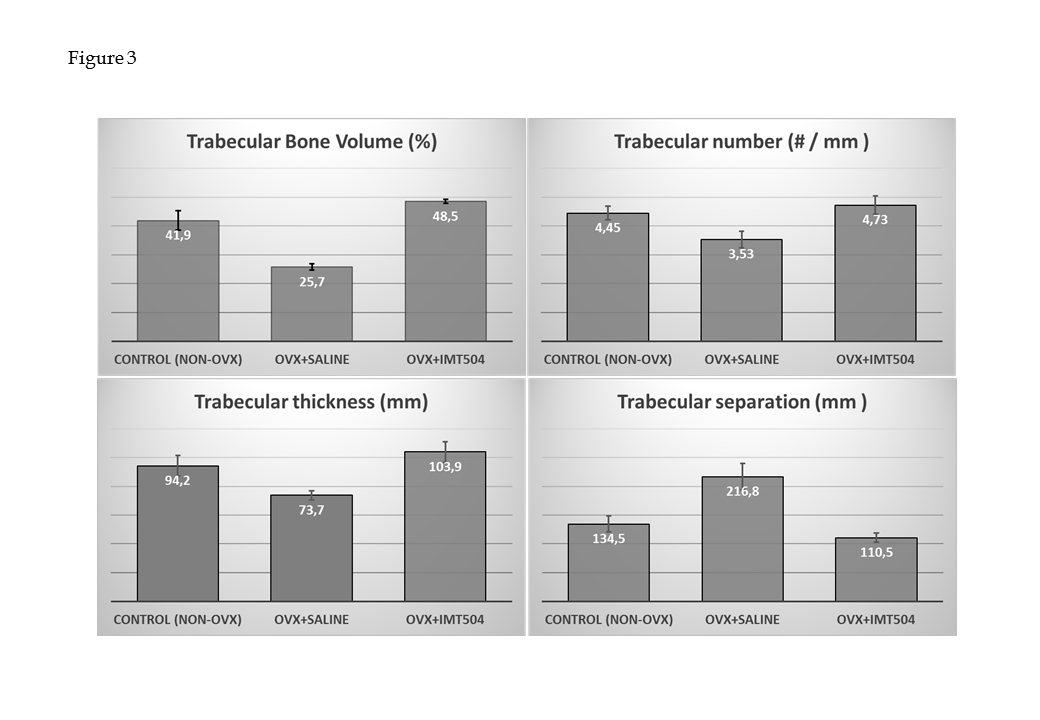 Figure 3
Trabecular Bone Volume (%)
41,9
25,7
48,5
CONTROL (NON-OVX) OVX+SALINE OVX+IMT504
Trabecular number (# / mm )
4,45
3,53
4,73
CONTROL (NON-OVX) OVX+SALINE OVX+IMT504
Trabecular thickness (mm)
94,2
73,7
103,9
CONTROL (NON-OVX) OVX+SALINE OVX+IMT504
Trabecular separation (mm )
134,5
216,8
110,5
CONTROL (NON-OVX) OVX+SALINE OVX+IMT504